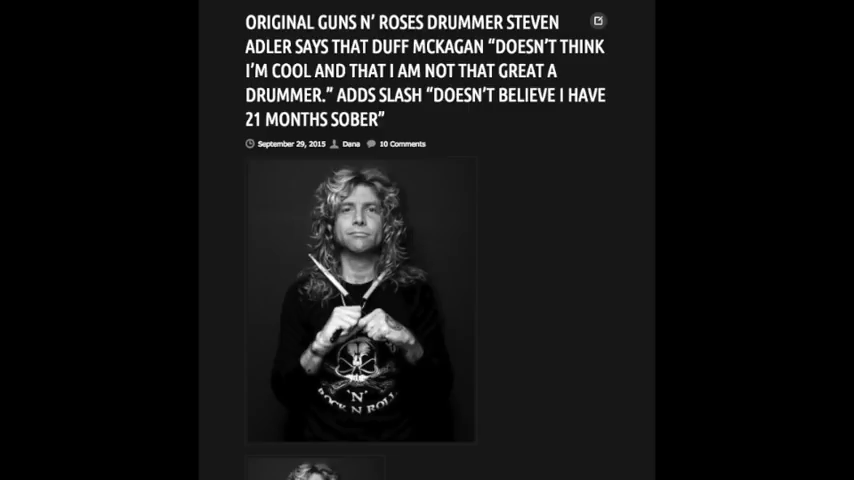 ORIGINAL GUNS N’ ROSES DRUMMER STEVEN
ADLER SAYS THAT DUFF MCKAGAN “DOESN’T THINK
I’M COOL AND THAT I AM NOT THAT GREAT A
DRUMMER.” ADDS SLASH “DOESN’T BELIEVE I HAVE
21 MONTHS SOBER”
September 29, 2015 Dana 10 Comments
'N'
ROCK N ROLL